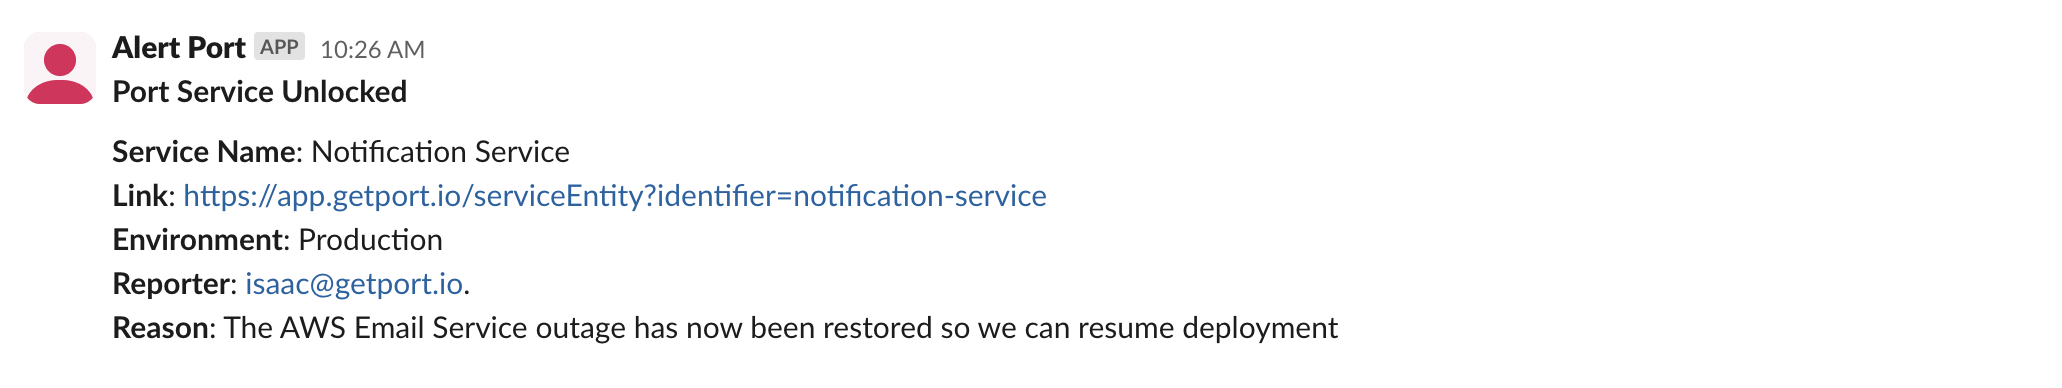 Alert Port APP 10:26 AM
Port Service Unlocked
Service Name: Notification Service
Link: https://app.getport.io/serviceEntity?identifier=notification-service
Environment: Production
Reporter: isaac@getport.io.
Reason: The AWS Email Service outage has now been restored so we can resume deployment